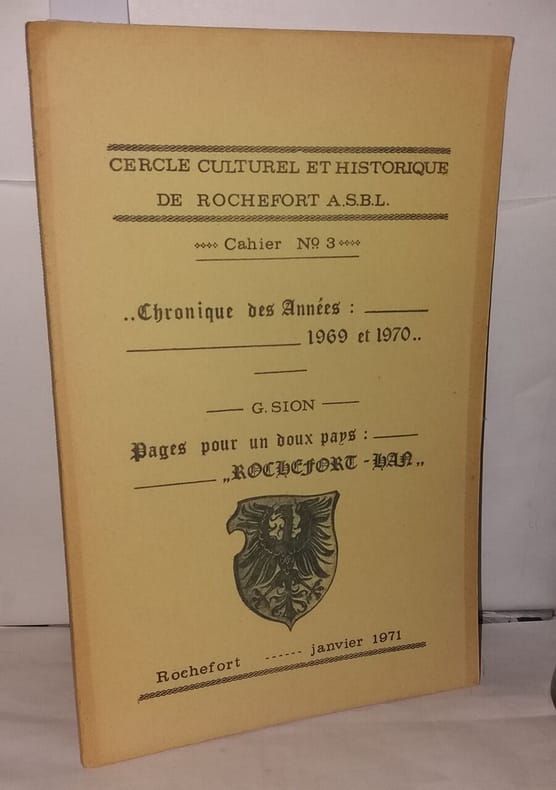 CERCLE CULTUREL ET HISTORIQUE
DE ROCHEFORT A.S.B.L.
Cahier Nº 3
..Chronique des Années :
1969 et 1970..
G. SION
Pages pour un doux pays :
„ROCHEFORT - HAN„
Rochefort ...... janvier 1971